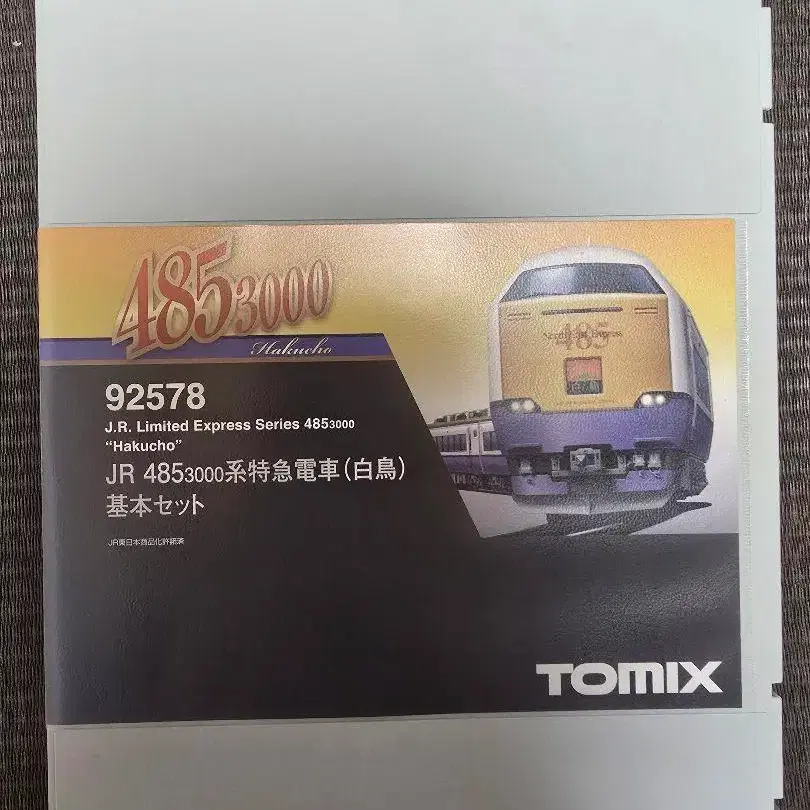 4853000
Hakucho
92578
J.R. Limited Express Series 4853000
"Hakucho"
JR 4853000系特急電車(白鳥)
基本セット
JR東日本商品化許諾済
485
TOMIX